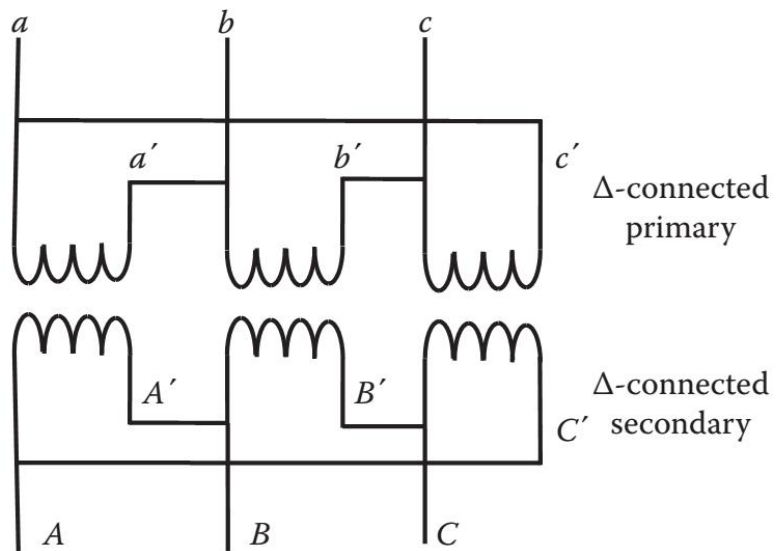 a b c
a′ b′ c′
Δ-connected
primary
A′ B′ C′
Δ-connected
secondary
A B C